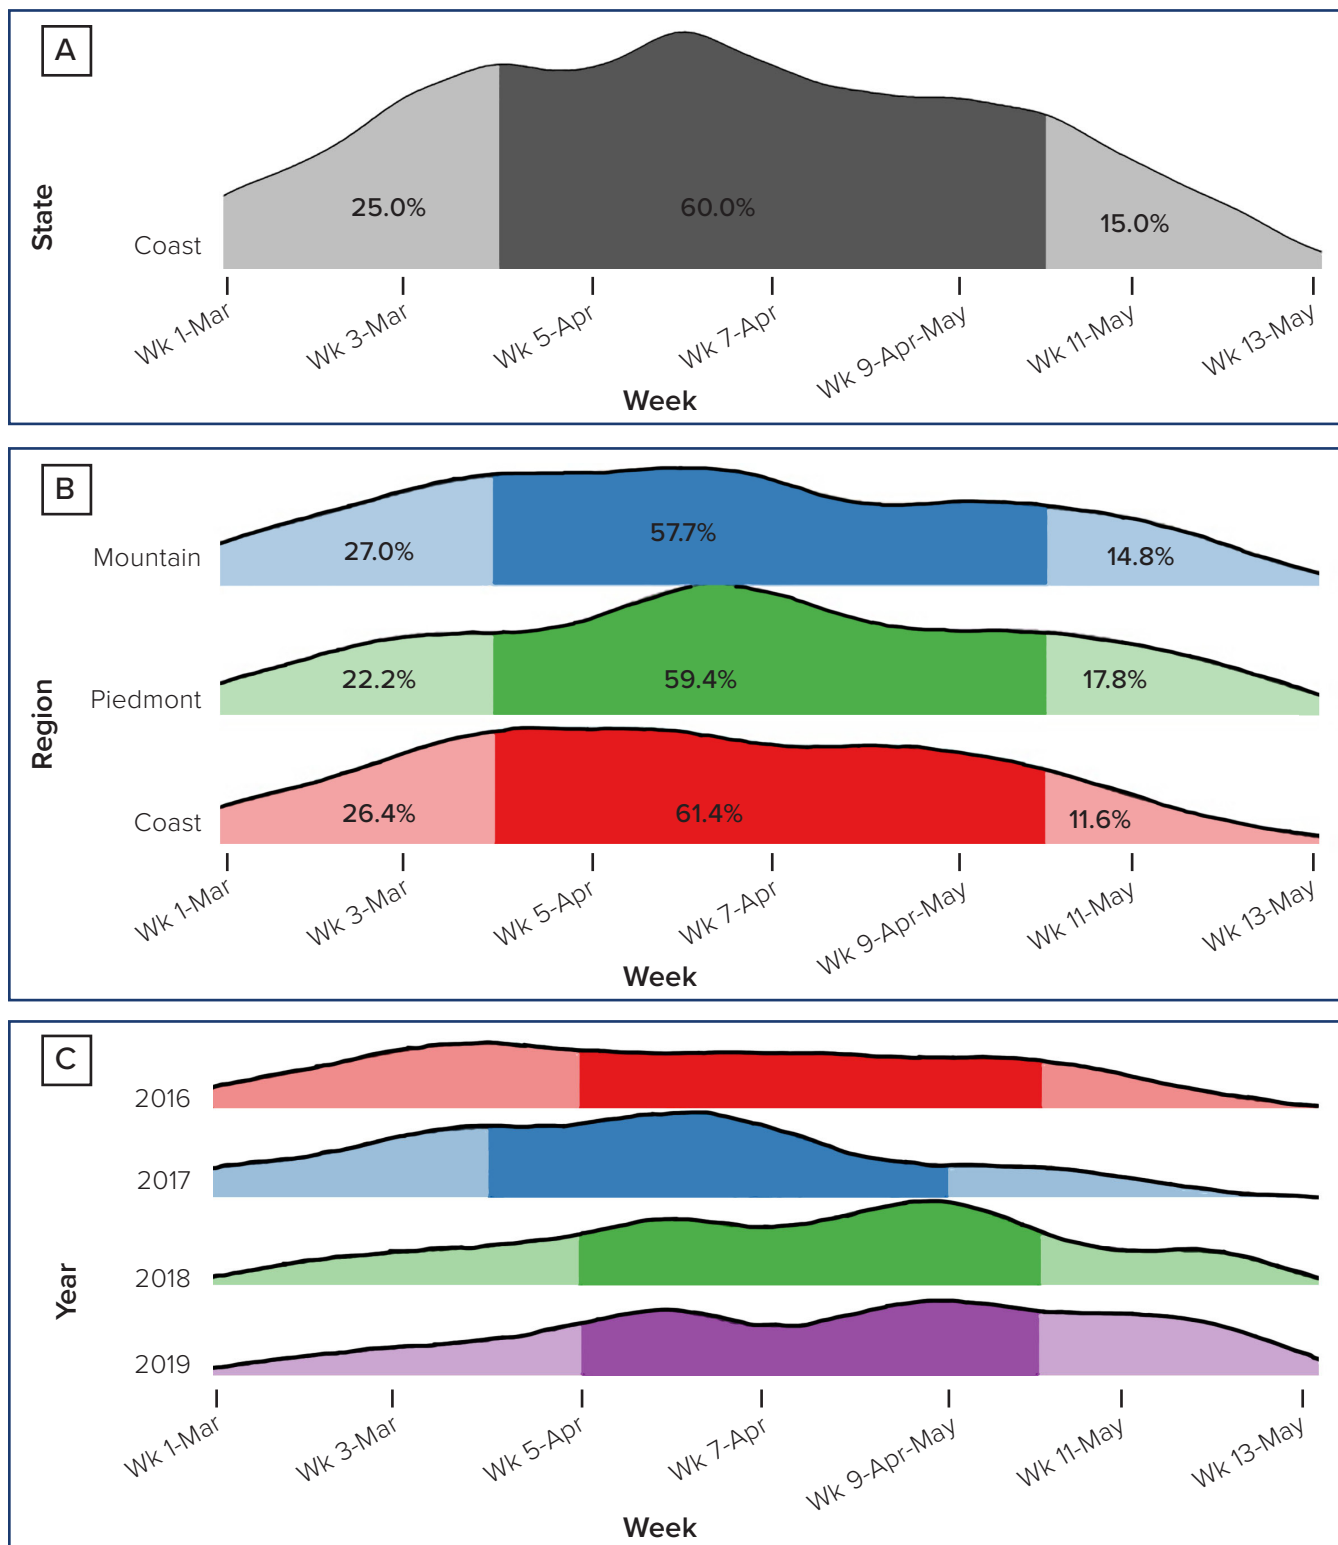 A
State
Coast
25.0%
60.0%
15.0%
Wk 1-Mar
Wk 3-Mar
Wk 5-Apr
Wk 7-Apr
Wk 9-Apr-May
Wk 11-May
Wk 13-May
Week
B
Region
Mountain
27.0%
57.7%
14.8%
Piedmont
22.2%
59.4%
17.8%
Coast
26.4%
61.4%
11.6%
Wk 1-Mar
Wk 3-Mar
Wk 5-Apr
Wk 7-Apr
Wk 9-Apr-May
Wk 11-May
Wk 13-May
Week
C
Year
2016
2017
2018
2019
Wk 1-Mar
Wk 3-Mar
Wk 5-Apr
Wk 7-Apr
Wk 9-Apr-May
Wk 11-May
Wk 13-May
Week